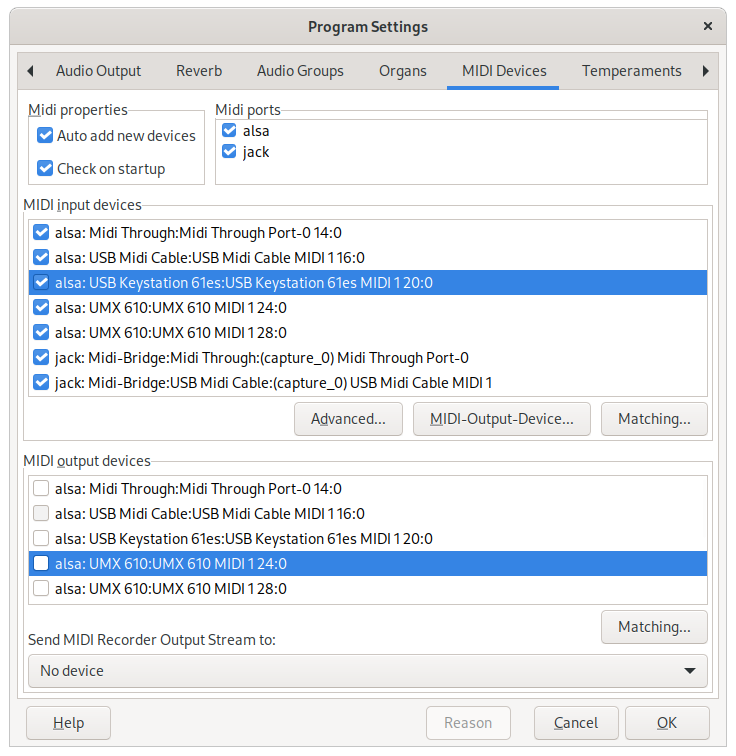 Program Settings
Audio Output Reverb Audio Groups Organs MIDI Devices Temperaments
Midi properties
Auto add new devices
Check on startup
Midi ports
alsa
jack
MIDI input devices
alsa: Midi Through:Midi Through Port-0 14:0
alsa: USB Midi Cable:USB Midi Cable MIDI 1 16:0
alsa: USB Keystation 61es:USB Keystation 61es MIDI 1 20:0
alsa: UMX 610:UMX 610 MIDI 1 24:0
alsa: UMX 610:UMX 610 MIDI 1 28:0
jack: Midi-Bridge:Midi Through:(capture_0) Midi Through Port-0
jack: Midi-Bridge:USB Midi Cable:(capture_0) USB Midi Cable MIDI 1
Advanced... MIDI-Output-Device... Matching...
MIDI output devices
alsa: Midi Through:Midi Through Port-0 14:0
alsa: USB Midi Cable:USB Midi Cable MIDI 1 16:0
alsa: USB Keystation 61es:USB Keystation 61es MIDI 1 20:0
alsa: UMX 610:UMX 610 MIDI 1 24:0
alsa: UMX 610:UMX 610 MIDI 1 28:0
Matching...
Send MIDI Recorder Output Stream to:
No device
Help Reason Cancel OK